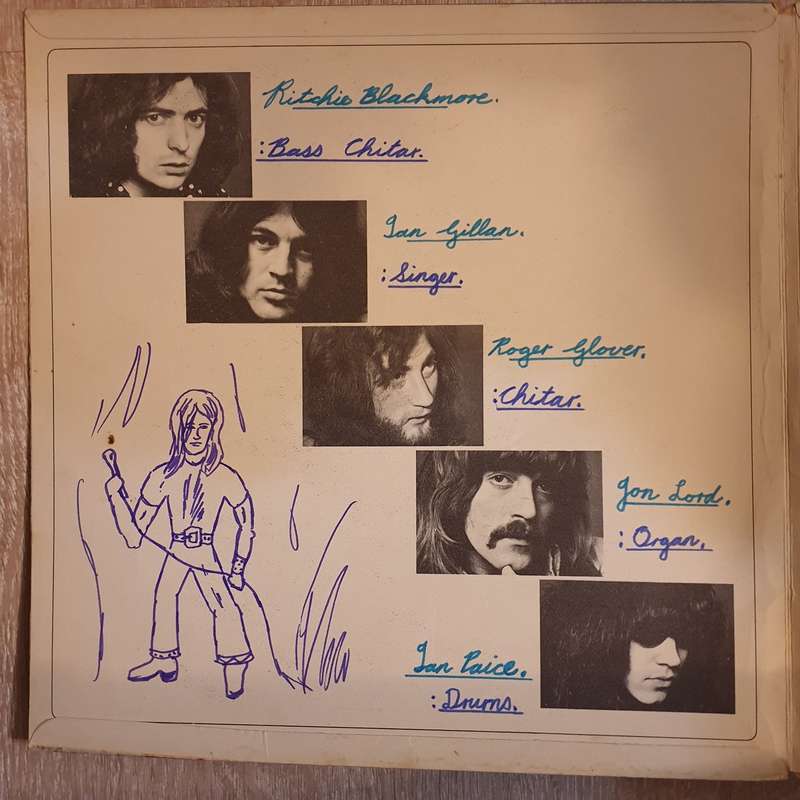 Ritchie Blackmore.
:Bass Chitar.
Ian Gillan.
:Singer.
Roger Glover.
:Chitar.
Jon Lord.
:Organ.
Ian Paice.
:Drums.